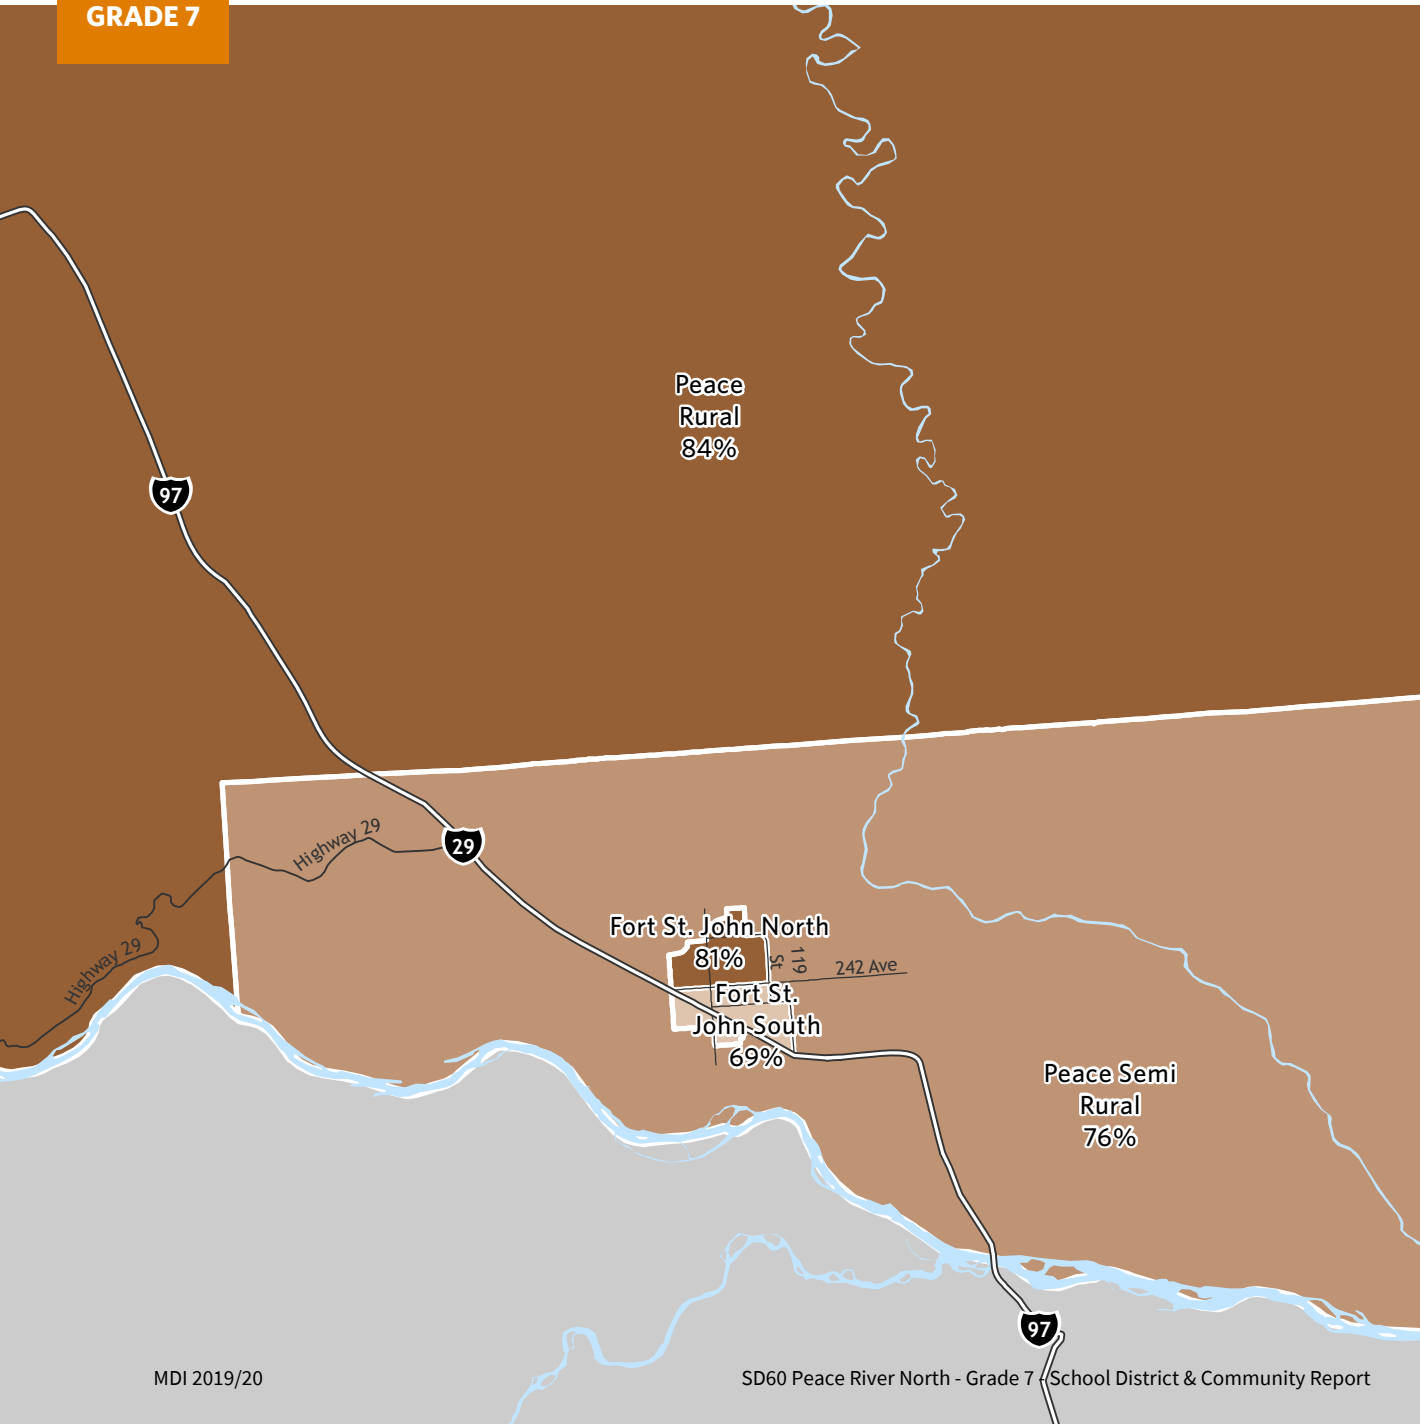 GRADE 7
Peace
Rural
84%
97
Highway 29
29
Highway 29
Fort St. John North
81%
119
St
242 Ave
Fort St.
John South
69%
Peace Semi
Rural
76%
97
MDI 2019/20
SD60 Peace River North - Grade 7 - School District & Community Report